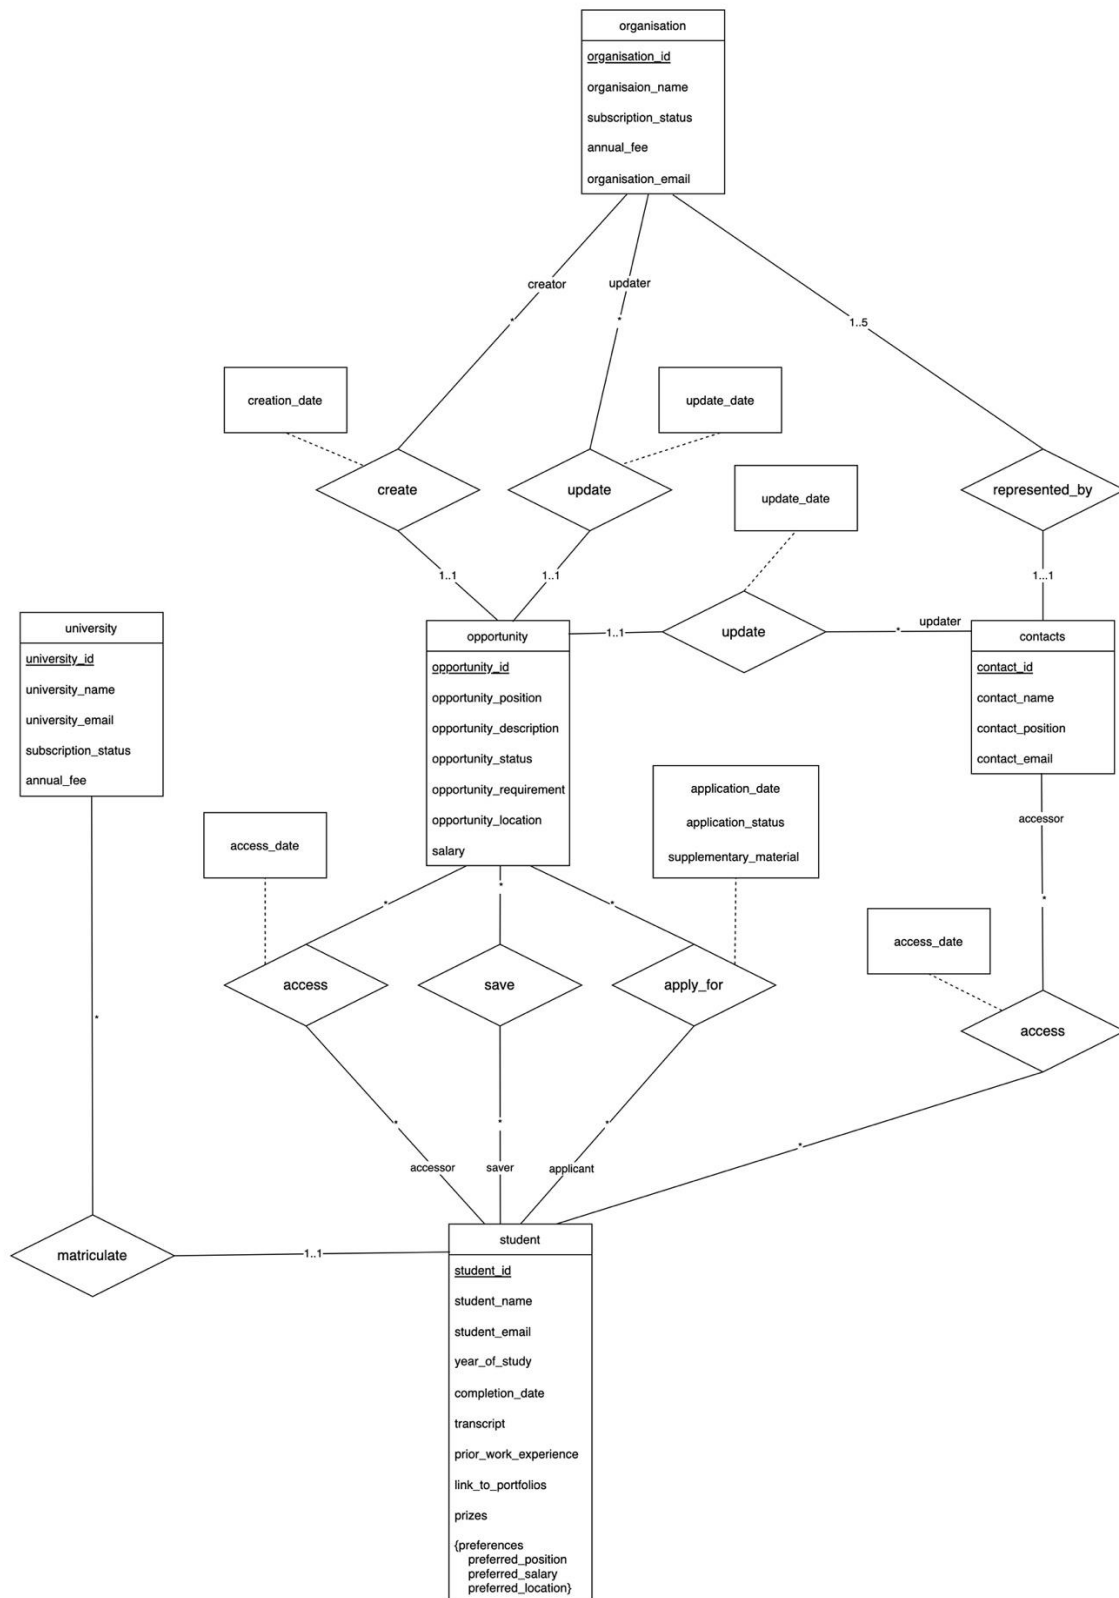 organisation
organisation_id
organisaion_name
subscription_status
annual_fee
organisation_email
creator
updater
*
*
1..5
creation_date
update_date
create
update
update_date
represented_by
1..1
1..1
1...1
university
university_id
university_name
university_email
subscription_status
annual_fee
opportunity
opportunity_id
opportunity_position
opportunity_description
opportunity_status
opportunity_requirement
opportunity_location
salary
1..1
update
*
updater
contacts
contact_id
contact_name
contact_position
contact_email
application_date
application_status
supplementary_material
access_date
accessor
*
*
*
*
access_date
access
save
apply_for
access
*
*
*
*
*
accessor
saver
applicant
matriculate
1..1
student
student_id
student_name
student_email
year_of_study
completion_date
transcript
prior_work_experience
link_to_portfolios
prizes
{preferences
preferred_position
preferred_salary
preferred_location}